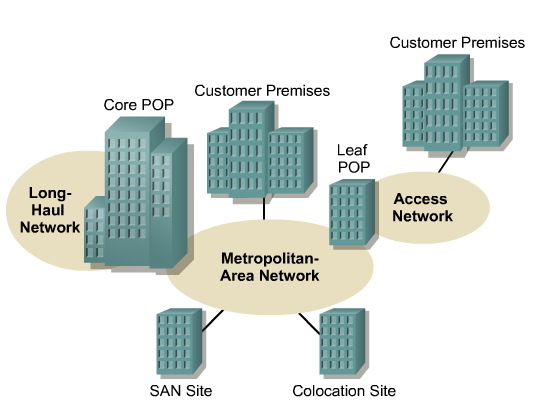 Customer Premises
Customer Premises
Core POP
Leaf
POP
Long-
Haul
Network
Access
Network
Metropolitan-
Area Network
SAN Site
Colocation Site